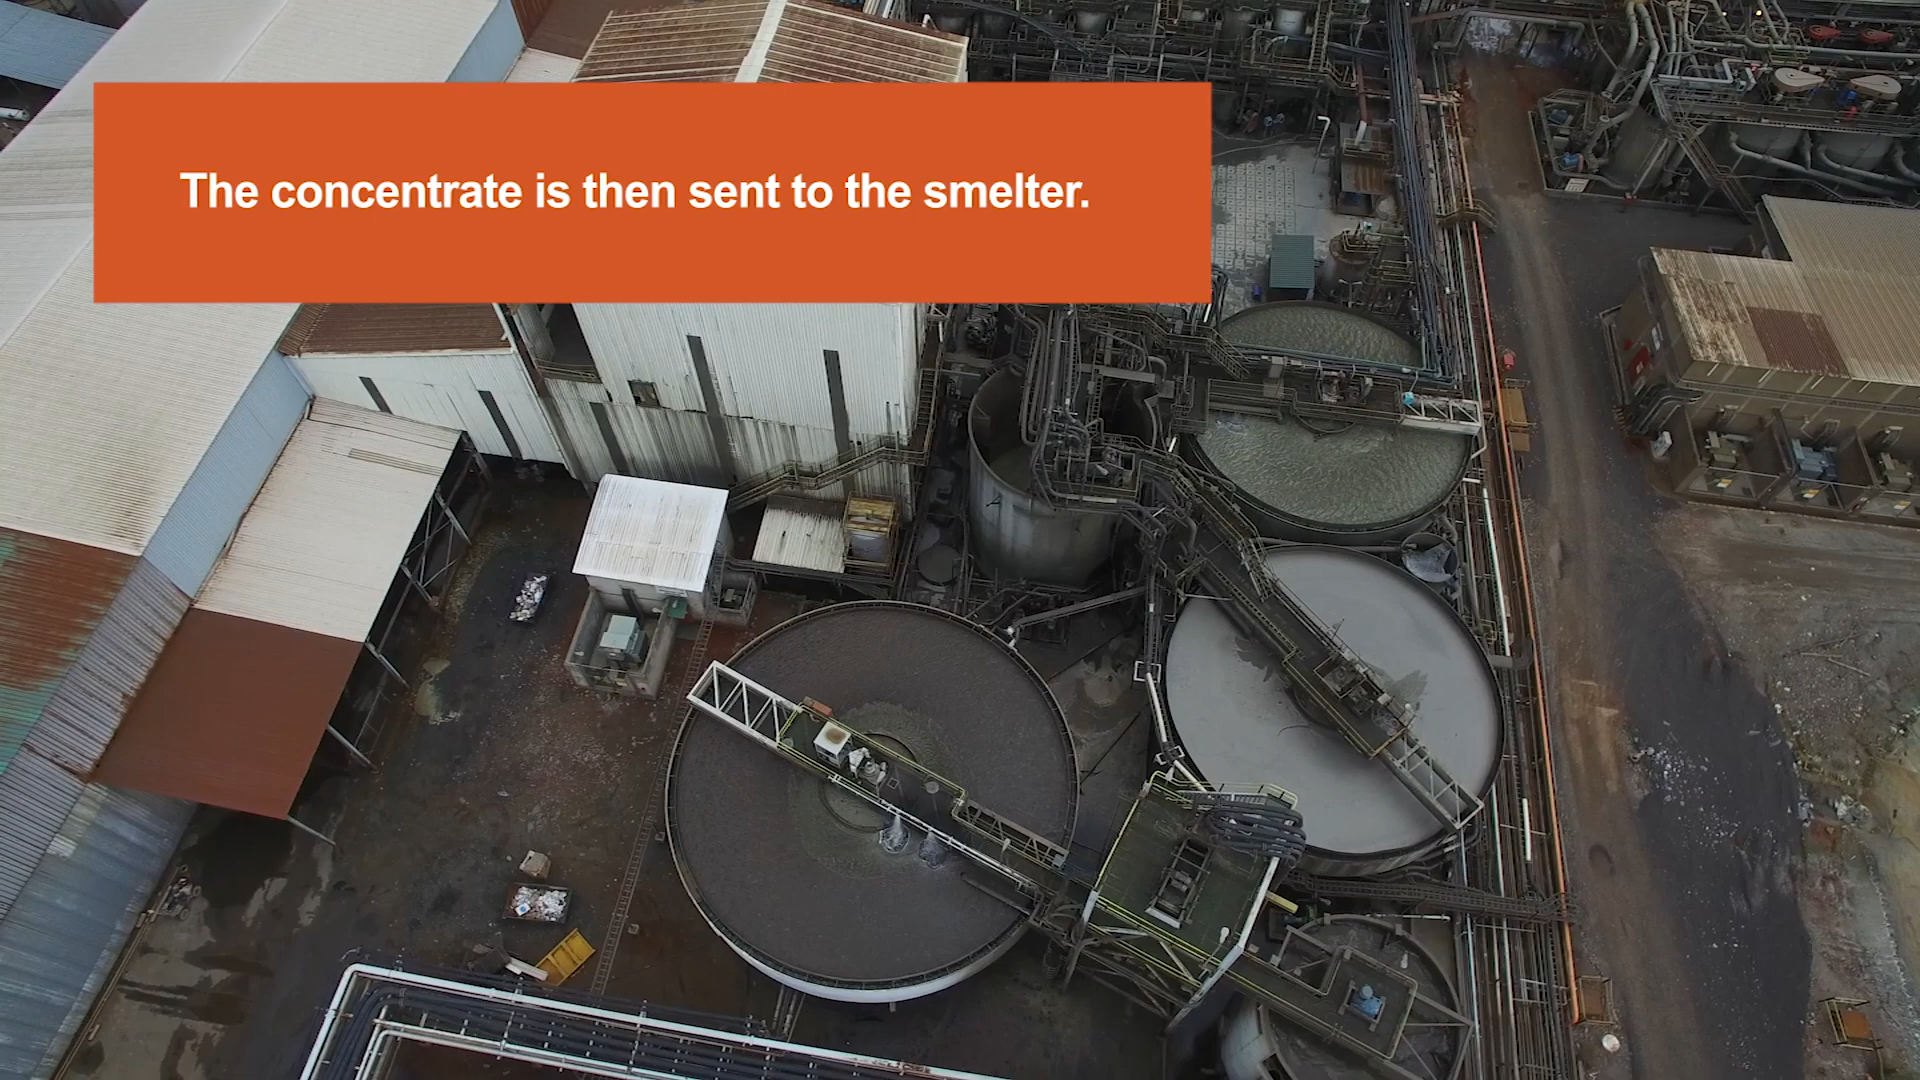 The concentrate is then sent to the smelter.